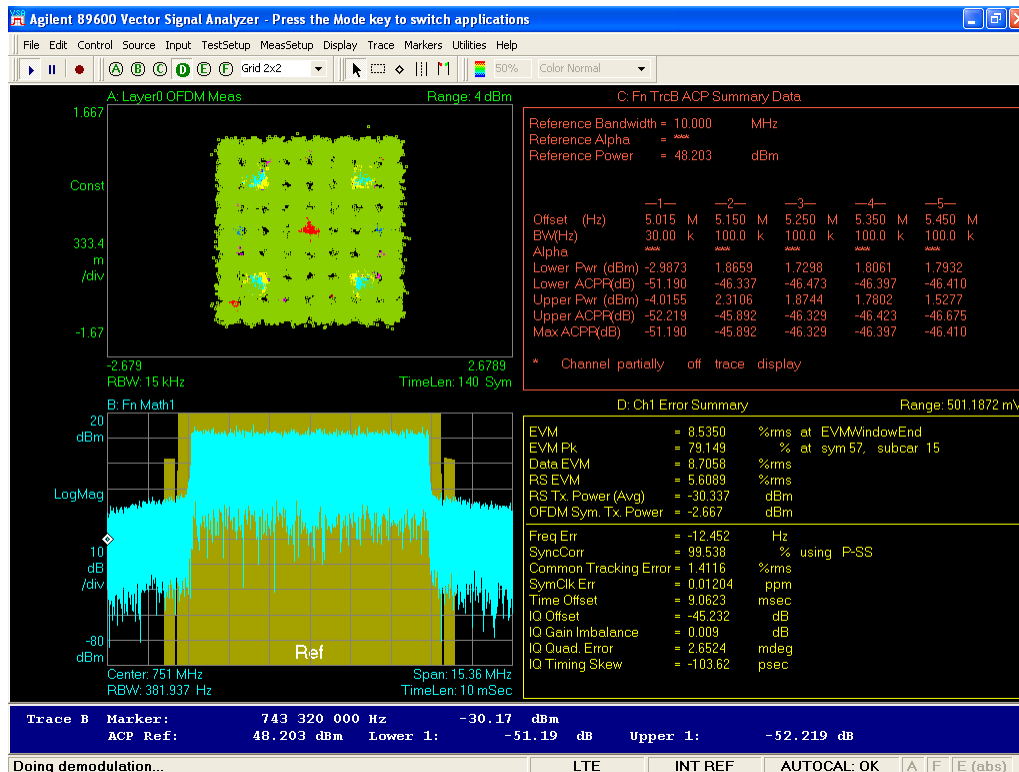 Agilent 89600 Vector Signal Analyzer - Press the Mode key to switch applications
File Edit Control Source Input TestSetup MeasSetup Display Trace Markers Utilities Help
A B C D E F Grid 2x2 50% Color Normal
A: Layer0 OFDM Meas Range: 4 dBm
1.667
Const
333.4
m
/div
-1.67
-2.679 2.6789
RBW: 15 kHz TimeLen: 140 Sym
C: Fn TrcB ACP Summary Data
Reference Bandwidth = 10.000 MHz
Reference Alpha = ***
Reference Power = 48.203 dBm
—1— —2— —3— —4— —5—
Offset (Hz) 5.015 M 5.150 M 5.250 M 5.350 M 5.450 M
BW(Hz) 30.00 k 100.0 k 100.0 k 100.0 k 100.0 k
Alpha *** *** *** *** ***
Lower Pwr (dBm) -2.9873 1.8659 1.7298 1.8061 1.7932
Lower ACPR(dB) -51.190 -46.337 -46.473 -46.397 -46.410
Upper Pwr (dBm) -4.0155 2.3106 1.8744 1.7802 1.5277
Upper ACPR(dB) -52.219 -45.892 -46.329 -46.423 -46.675
Max ACPR(dB) -51.190 -45.892 -46.329 -46.397 -46.410
* Channel partially off trace display
B: Fn Math1
20
dBm
LogMag
10
dB
/div
-80
dBm
Ref
Center: 751 MHz Span: 15.36 MHz
RBW: 381.937 Hz TimeLen: 10 mSec
D: Ch1 Error Summary Range: 501.1872 mV
EVM = 8.5350 %rms at EVMWindowEnd
EVM Pk = 79.149 % at sym 57, subcar 15
Data EVM = 8.7058 %rms
RS EVM = 5.6089 %rms
RS Tx. Power (Avg) = -30.337 dBm
OFDM Sym. Tx. Power = -2.667 dBm
Freq Err = -12.452 Hz
SyncCorr = 99.538 % using P-SS
Common Tracking Error = 1.4116 %rms
SymClk Err = 0.01204 ppm
Time Offset = 9.0623 msec
IQ Offset = -45.232 dB
IQ Gain Imbalance = 0.009 dB
IQ Quad. Error = 2.6524 mdeg
IQ Timing Skew = -103.62 psec
Trace B Marker: 743 320 000 Hz -30.17 dBm
ACP Ref: 48.203 dBm Lower 1: -51.19 dB Upper 1: -52.219 dB
Doing demodulation... LTE INT REF AUTOCAL: OK A F E (abs)